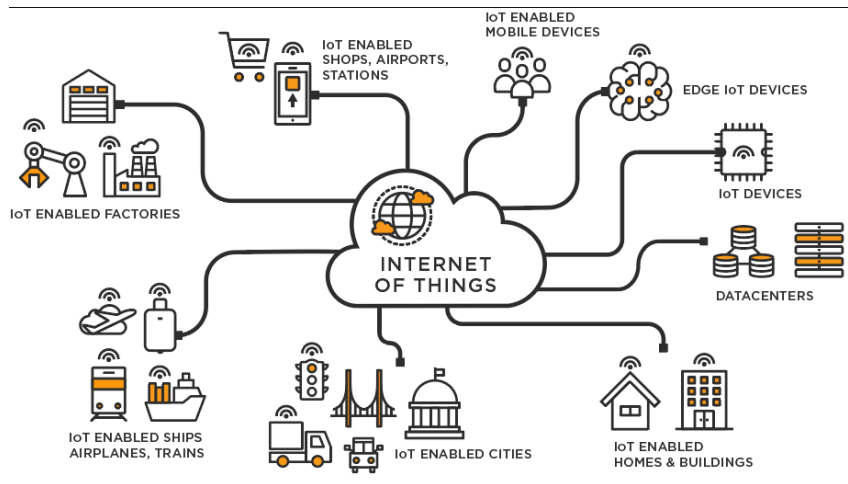 IoT ENABLED
MOBILE DEVICES
IoT ENABLED
SHOPS, AIRPORTS,
STATIONS
EDGE IoT DEVICES
IoT DEVICES
IoT ENABLED FACTORIES
INTERNET
OF THINGS
DATACENTERS
IoT ENABLED SHIPS
AIRPLANES, TRAINS
IoT ENABLED CITIES
IoT ENABLED
HOMES & BUILDINGS